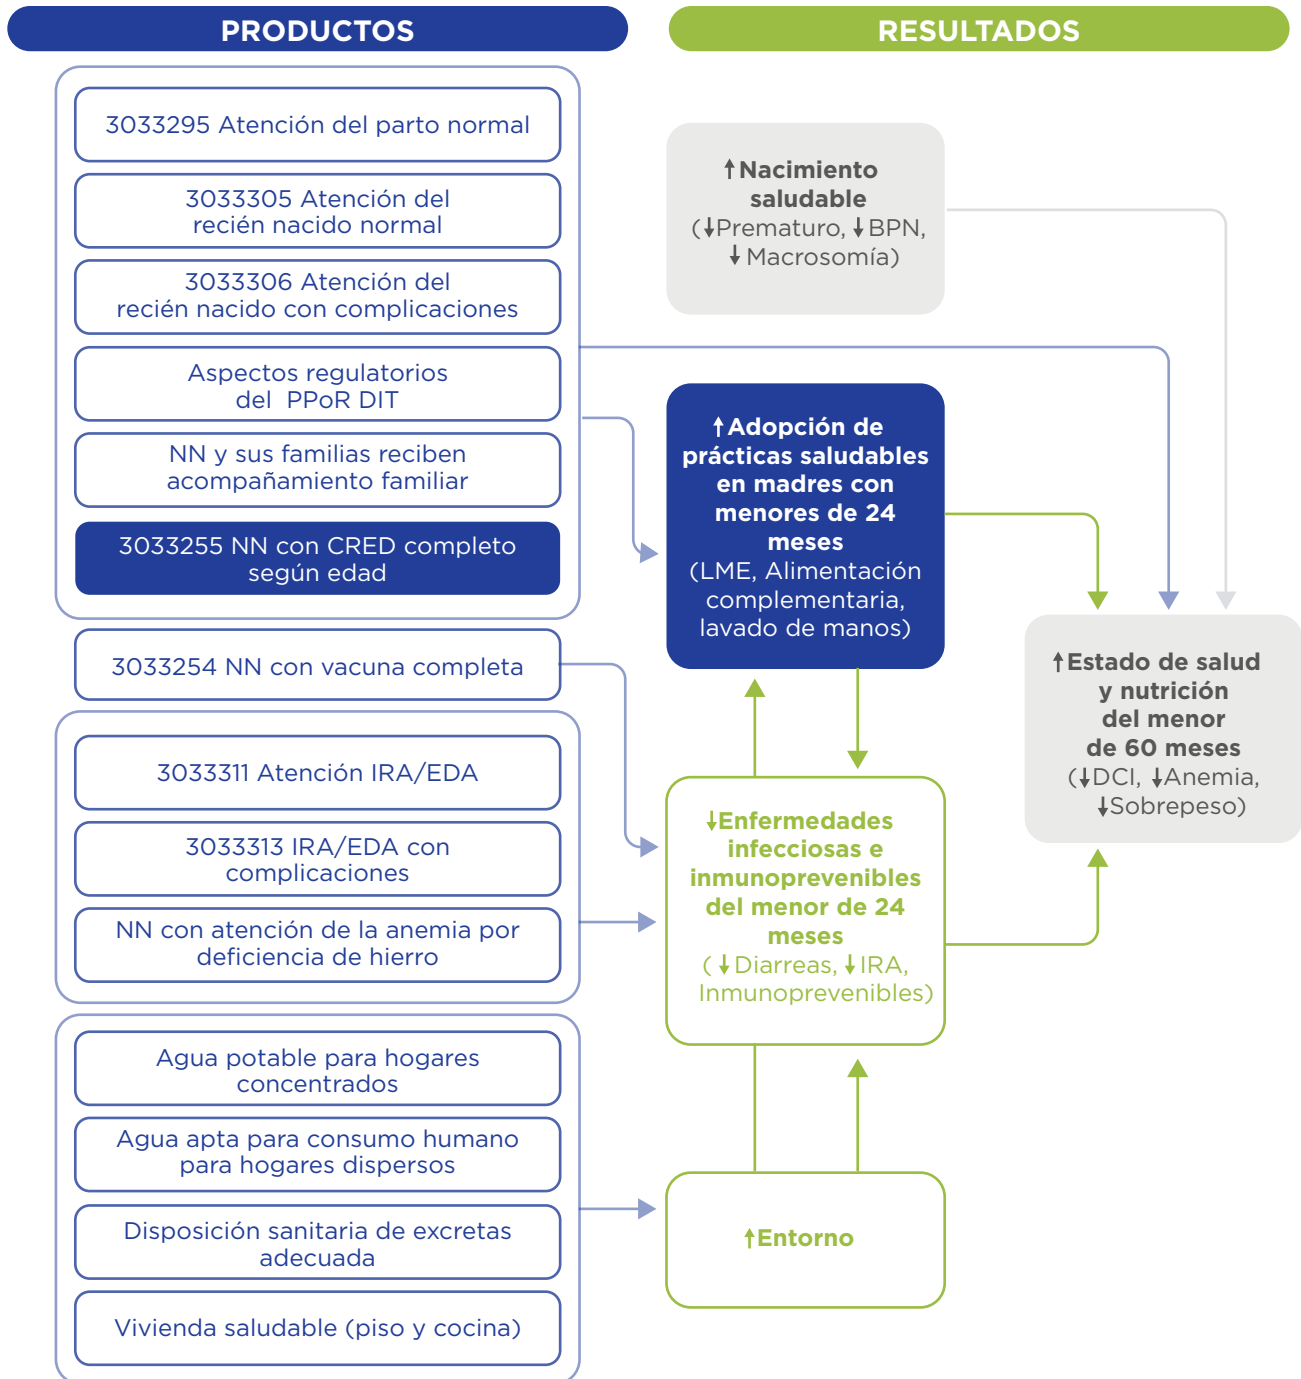 PRODUCTOS
3033295 Atención del parto normal
3033305 Atención del
recién nacido normal
3033306 Atención del
recién nacido con complicaciones
Aspectos regulatorios
del PPoR DIT
NN y sus familias reciben
acompañamiento familiar
3033255 NN con CRED completo
según edad
3033254 NN con vacuna completa
3033311 Atención IRA/EDA
3033313 IRA/EDA con
complicaciones
NN con atención de la anemia por
deficiencia de hierro
Agua potable para hogares
concentrados
Agua apta para consumo humano
para hogares dispersos
Disposición sanitaria de excretas
adecuada
Vivienda saludable (piso y cocina)
RESULTADOS
↑Nacimiento
saludable
(↓Prematuro, ↓BPN,
↓Macrosomía)
↑Adopción de
prácticas saludables
en madres con
menores de 24
meses
(LME, Alimentación
complementaria,
lavado de manos)
↓Enfermedades
infecciosas e
inmunoprevenibles
del menor de 24
meses
(↓Diarreas, ↓IRA,
Inmunoprevenibles)
↑Entorno
↑Estado de salud
y nutrición
del menor
de 60 meses
(↓DCI, ↓Anemia,
↓Sobrepeso)